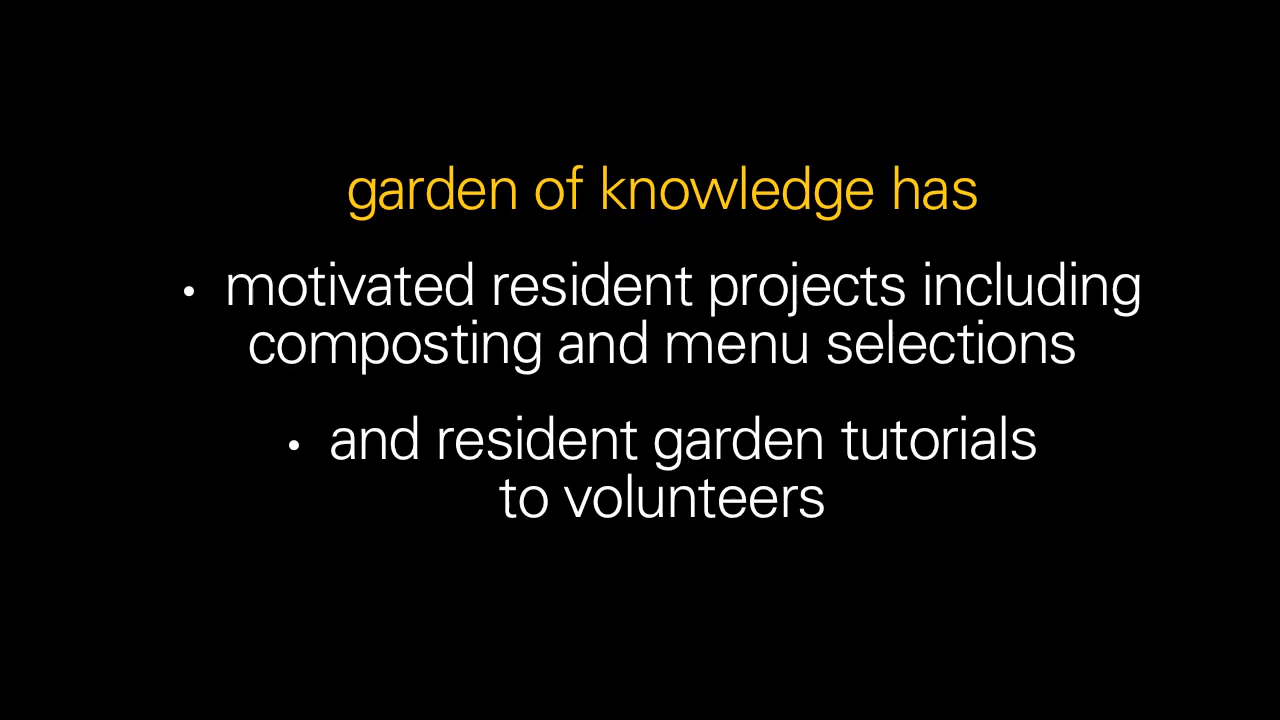 garden of knowledge has
• motivated resident projects including
composting and menu selections
• and resident garden tutorials
to volunteers